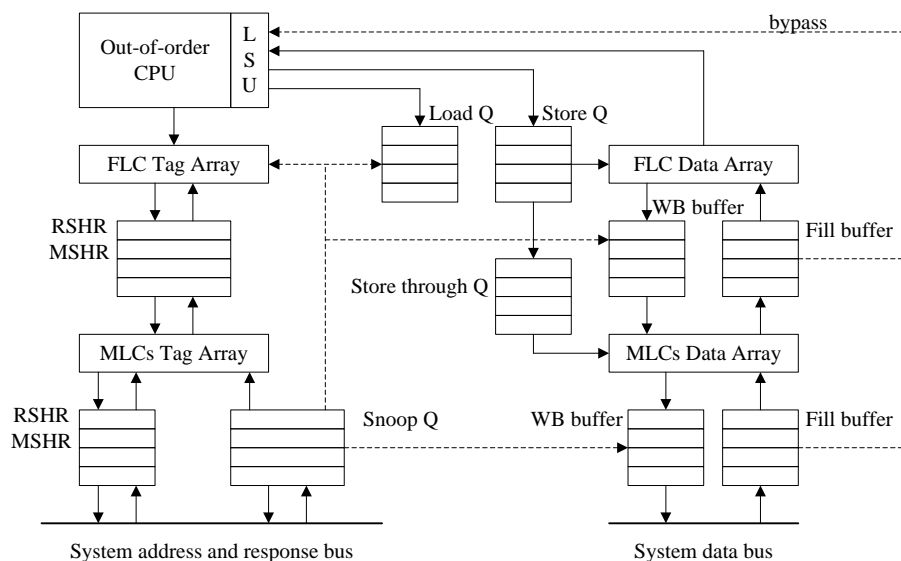 bypass
Out-of-order
CPU
L
S
U
Load Q
Store Q
FLC Tag Array
FLC Data Array
RSHR
MSHR
WB buffer
Fill buffer
Store through Q
MLCs Tag Array
MLCs Data Array
RSHR
MSHR
Snoop Q
WB buffer
Fill buffer
System address and response bus
System data bus